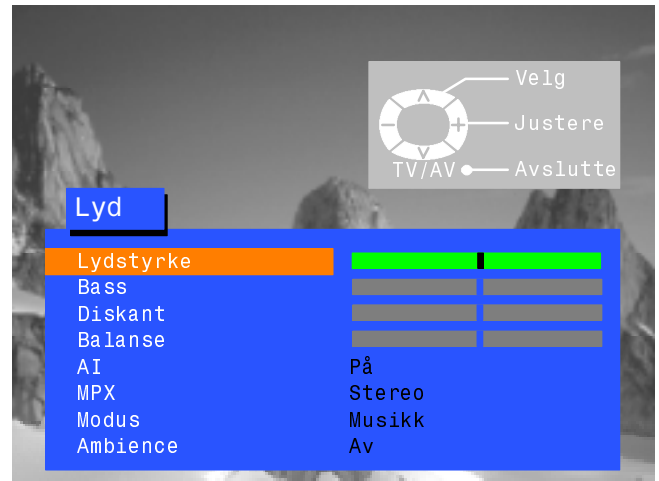 Velg
Justere
TV/AV Avslutte
Lyd
Lydstyrke
Bass
Diskant
Balanse
AI På
MPX Stereo
Modus Musikk
Ambience Av